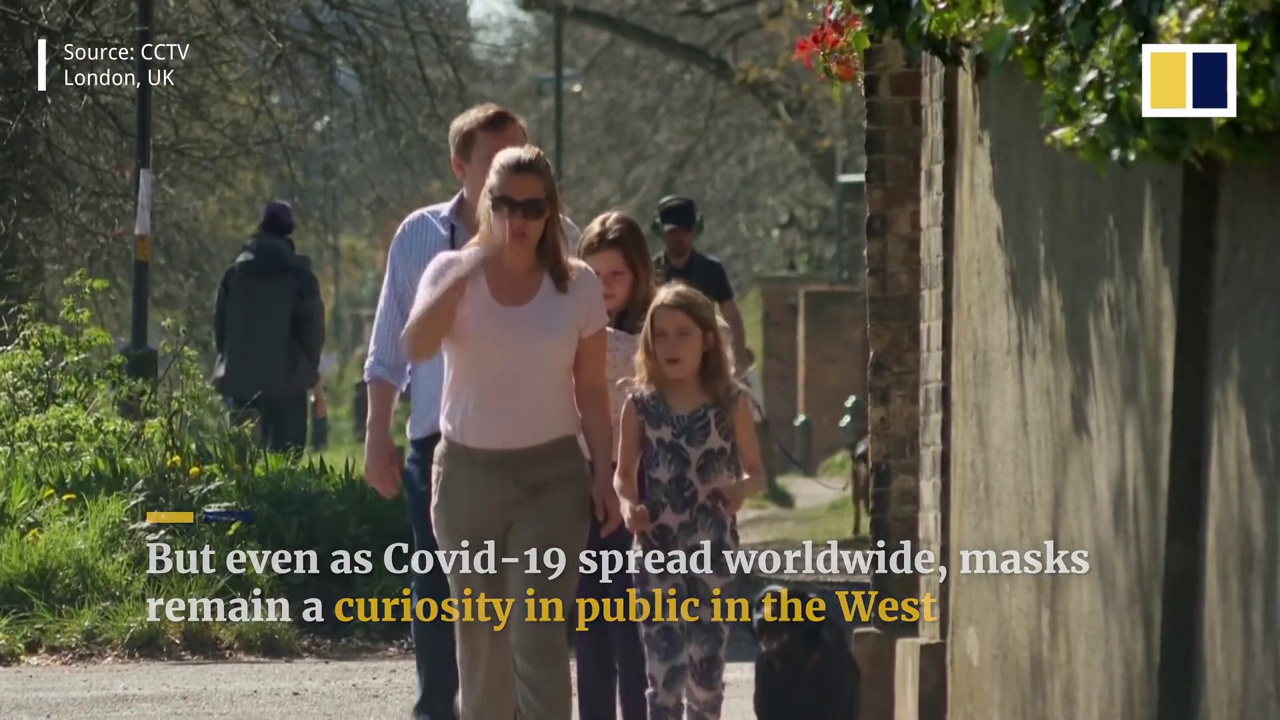 Source: CCTV
London, UK
But even as Covid-19 spread worldwide, masks
remain a curiosity in public in the West